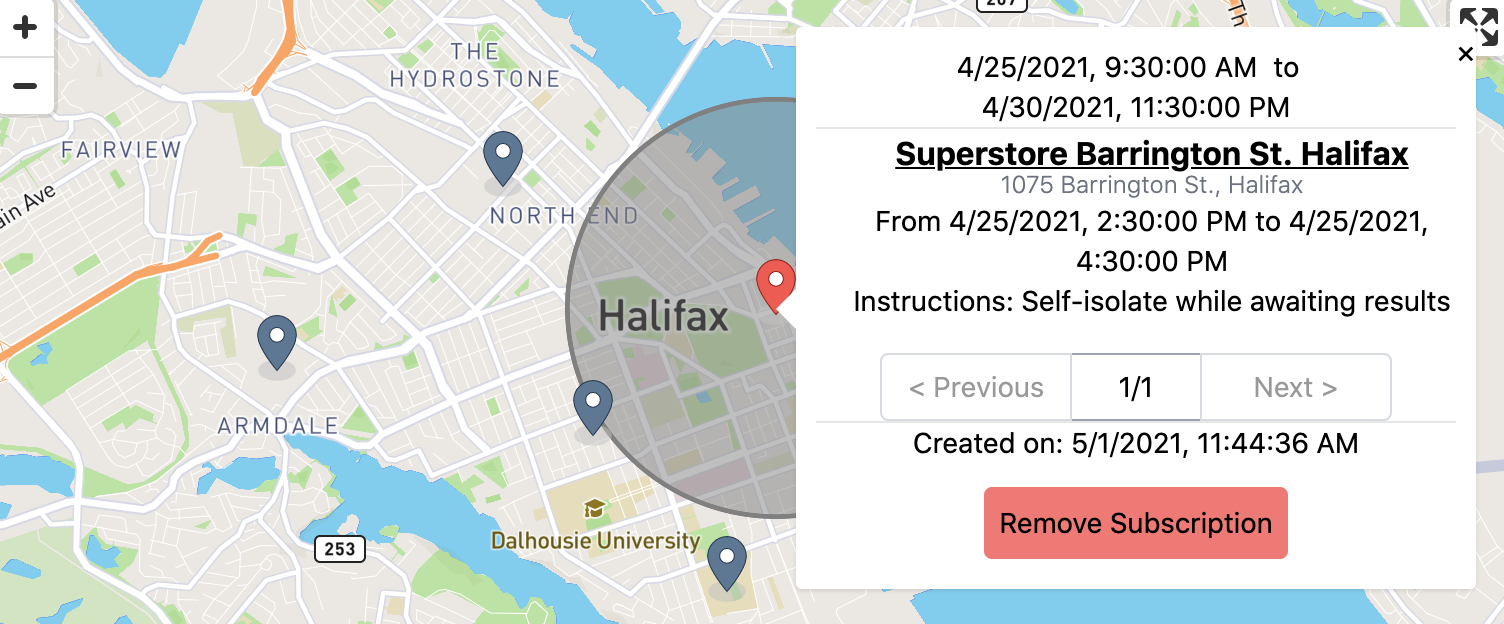 +
−
THE
HYDROSTONE
FAIRVIEW
ain Ave
NORTH END
Halifax
ARMDALE
253
Dalhousie University
207
Th
×
4/25/2021, 9:30:00 AM to
4/30/2021, 11:30:00 PM
Superstore Barrington St. Halifax
1075 Barrington St., Halifax
From 4/25/2021, 2:30:00 PM to 4/25/2021,
4:30:00 PM
Instructions: Self-isolate while awaiting results
< Previous 1/1 Next >
Created on: 5/1/2021, 11:44:36 AM
Remove Subscription